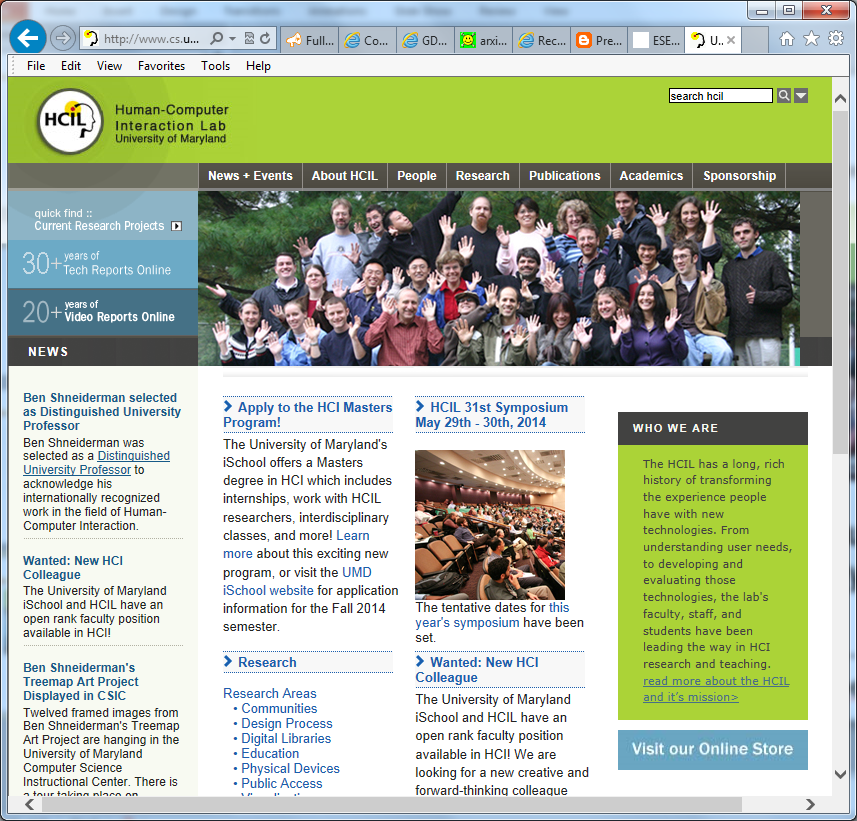 http://www.cs.u...
Full...
Co...
GD...
arxi...
Rec...
Pre...
ESE...
U...
File Edit View Favorites Tools Help
HCIL
Human-Computer
Interaction Lab
University of Maryland
search hcil
News + Events
About HCIL
People
Research
Publications
Academics
Sponsorship
quick find ::
Current Research Projects
30+ years of
Tech Reports Online
20+ years of
Video Reports Online
NEWS
Ben Shneiderman selected
as Distinguished University
Professor
Ben Shneiderman was
selected as a Distinguished
University Professor to
acknowledge his
internationally recognized
work in the field of Human-
Computer Interaction.
Wanted: New HCI
Colleague
The University of Maryland
iSchool and HCIL have an
open rank faculty position
available in HCI!
Ben Shneiderman's
Treemap Art Project
Displayed in CSIC
Twelved framed images from
Ben Shneiderman's Treemap
Art Project are hanging in the
University of Maryland
Computer Science
Instructional Center. There is
a tour taking place on
Apply to the HCI Masters
Program!
The University of Maryland's
iSchool offers a Masters
degree in HCI which includes
internships, work with HCIL
researchers, interdisciplinary
classes, and more! Learn
more about this exciting new
program, or visit the UMD
iSchool website for application
information for the Fall 2014
semester.
Research
Research Areas
• Communities
• Design Process
• Digital Libraries
• Education
• Physical Devices
• Public Access
HCIL 31st Symposium
May 29th - 30th, 2014
The tentative dates for this
year's symposium have been
set.
Wanted: New HCI
Colleague
The University of Maryland
iSchool and HCIL have an
open rank faculty position
available in HCI! We are
looking for a new creative and
forward-thinking colleague
WHO WE ARE
The HCIL has a long, rich
history of transforming
the experience people
have with new
technologies. From
understanding user needs,
to developing and
evaluating those
technologies, the lab's
faculty, staff, and
students have been
leading the way in HCI
research and teaching.
read more about the HCIL
and it's mission>
Visit our Online Store